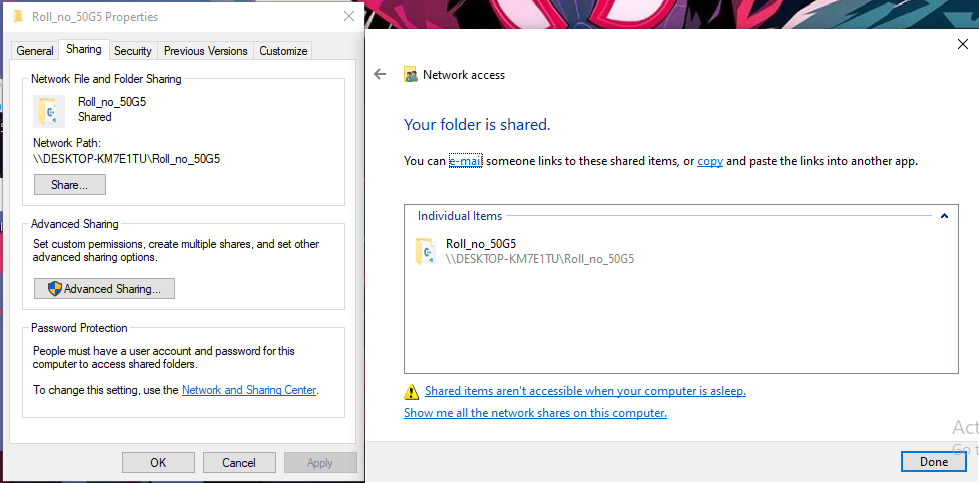 Roll_no_50G5 Properties
General Sharing Security Previous Versions Customize
Network File and Folder Sharing
Roll_no_50G5
Shared
Network Path:
\\DESKTOP-KM7E1TU\Roll_no_50G5
Share...
Advanced Sharing
Set custom permissions, create multiple shares, and set other
advanced sharing options.
Advanced Sharing...
Password Protection
People must have a user account and password for this
computer to access shared folders.
To change this setting, use the Network and Sharing Center.
OK Cancel Apply
Network access
Your folder is shared.
You can e-mail someone links to these shared items, or copy and paste the links into another app.
Individual Items
Roll_no_50G5
\\DESKTOP-KM7E1TU\Roll_no_50G5
Shared items aren't accessible when your computer is asleep.
Show me all the network shares on this computer.
Done